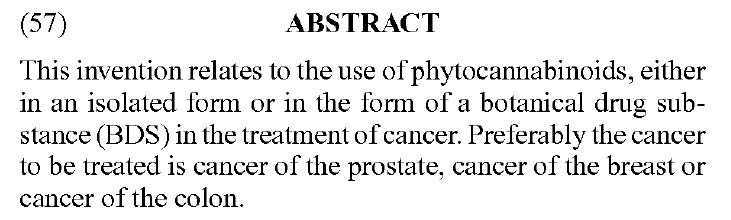 (57) ABSTRACT
This invention relates to the use of phytocannabinoids, either
in an isolated form or in the form of a botanical drug sub-
stance (BDS) in the treatment of cancer. Preferably the cancer
to be treated is cancer of the prostate, cancer of the breast or
cancer of the colon.